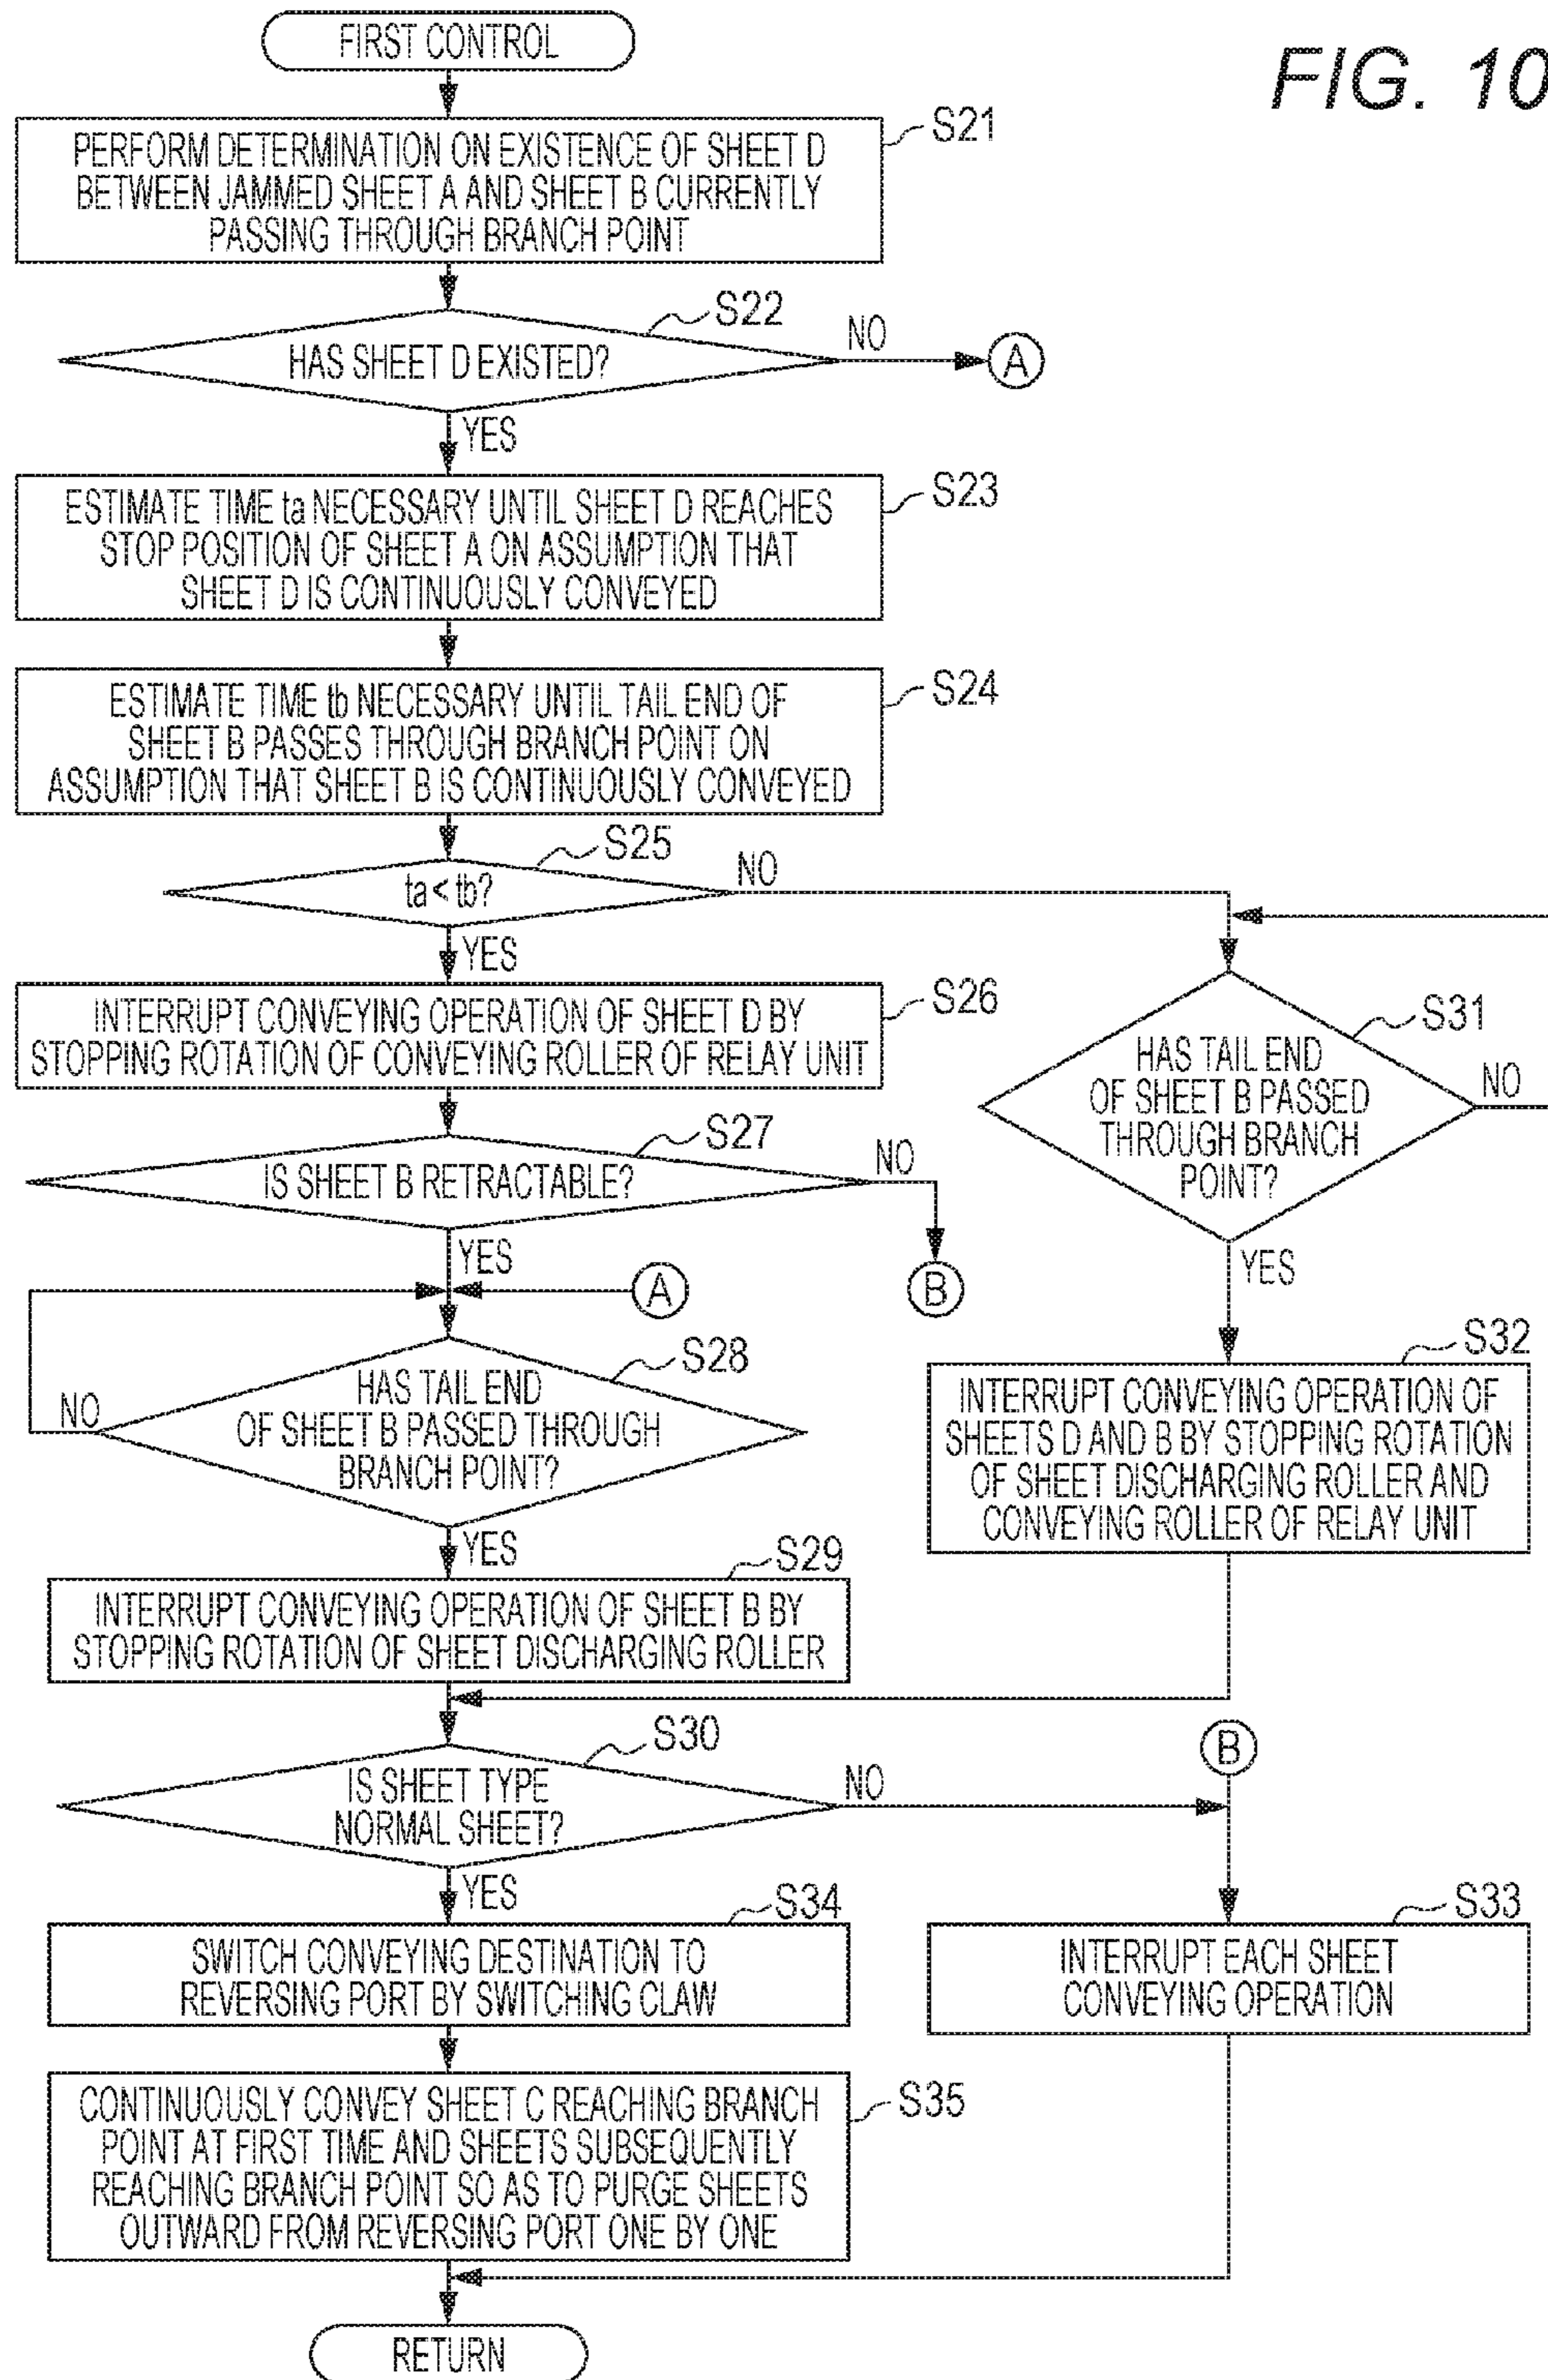 FIRST CONTROL
FIG. 10
S21
PERFORM DETERMINATION ON EXISTENCE OF SHEET D
BETWEEN JAMMED SHEET A AND SHEET B CURRENTLY
PASSING THROUGH BRANCH POINT
S22
HAS SHEET D EXISTED?
NO
A
YES
S23
ESTIMATE TIME ta NECESSARY UNTIL SHEET D REACHES
STOP POSITION OF SHEET A ON ASSUMPTION THAT
SHEET D IS CONTINUOUSLY CONVEYED
S24
ESTIMATE TIME tb NECESSARY UNTIL TAIL END OF
SHEET B PASSES THROUGH BRANCH POINT ON
ASSUMPTION THAT SHEET B IS CONTINUOUSLY CONVEYED
S25
ta < tb?
NO
YES
S26
INTERRUPT CONVEYING OPERATION OF SHEET D BY
STOPPING ROTATION OF CONVEYING ROLLER OF RELAY UNIT
S27
IS SHEET B RETRACTABLE?
NO
B
YES
A
S28
HAS TAIL END
OF SHEET B PASSED THROUGH
BRANCH POINT?
NO
YES
S29
INTERRUPT CONVEYING OPERATION OF SHEET B BY
STOPPING ROTATION OF SHEET DISCHARGING ROLLER
S31
HAS TAIL END
OF SHEET B PASSED
THROUGH BRANCH
POINT?
NO
YES
S32
INTERRUPT CONVEYING OPERATION OF
SHEETS D AND B BY STOPPING ROTATION
OF SHEET DISCHARGING ROLLER AND
CONVEYING ROLLER OF RELAY UNIT
S30
IS SHEET TYPE
NORMAL SHEET?
NO
B
YES
S34
SWITCH CONVEYING DESTINATION TO
REVERSING PORT BY SWITCHING CLAW
S33
INTERRUPT EACH SHEET
CONVEYING OPERATION
S35
CONTINUOUSLY CONVEY SHEET C REACHING BRANCH
POINT AT FIRST TIME AND SHEETS SUBSEQUENTLY
REACHING BRANCH POINT SO AS TO PURGE SHEETS
OUTWARD FROM REVERSING PORT ONE BY ONE
RETURN